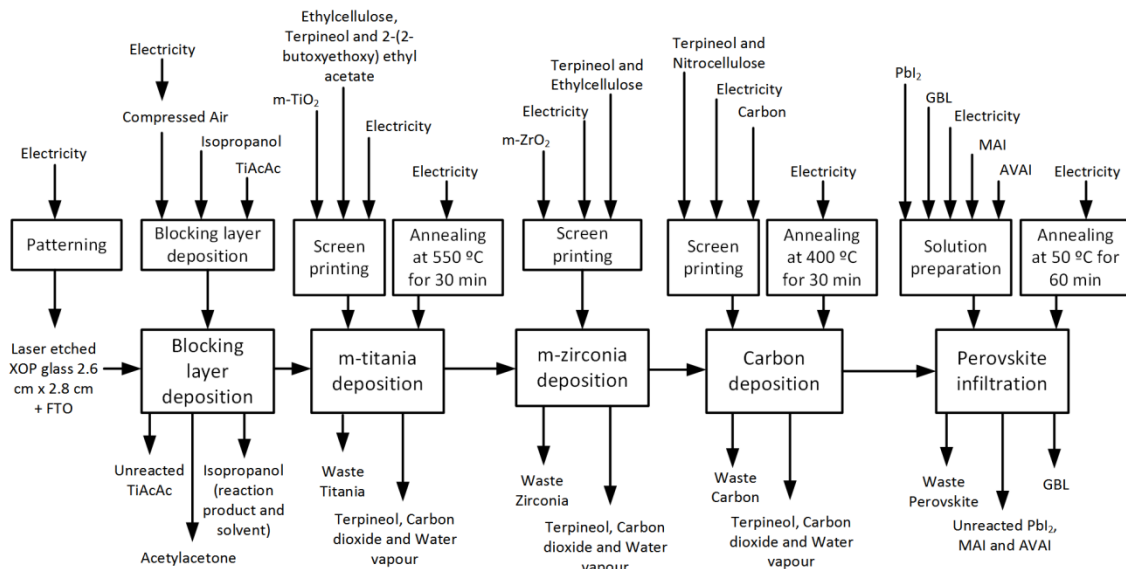 Electricity
Patterning
Laser etched
XOP glass 2.6
cm x 2.8 cm
+ FTO
Electricity
Compressed Air
Isopropanol
TiAcAc
Blocking layer
deposition
Blocking
layer
deposition
Unreacted
TiAcAc
Isopropanol
(reaction
product and
solvent)
Acetylacetone
Ethylcellulose,
Terpineol and 2-(2-
butoxyethoxy) ethyl
acetate
m-TiO₂
Electricity
Screen
printing
Electricity
Annealing
at 550 ºC
for 30 min
m-titania
deposition
Waste
Titania
Terpineol, Carbon
dioxide and Water
vapour
Terpineol and
Ethylcellulose
Electricity
m-ZrO₂
Screen
printing
m-zirconia
deposition
Waste
Zirconia
Terpineol, Carbon
dioxide and Water
vapour
Terpineol and
Nitrocellulose
Electricity
Carbon
Screen
printing
Electricity
Annealing
at 400 ºC
for 30 min
Carbon
deposition
Waste
Carbon
Terpineol, Carbon
dioxide and Water
vapour
PbI₂
GBL
Electricity
MAI
AVAI
Solution
preparation
Electricity
Annealing
at 50 ºC for
60 min
Perovskite
infiltration
Waste
Perovskite
Unreacted PbI₂,
MAI and AVAI
GBL